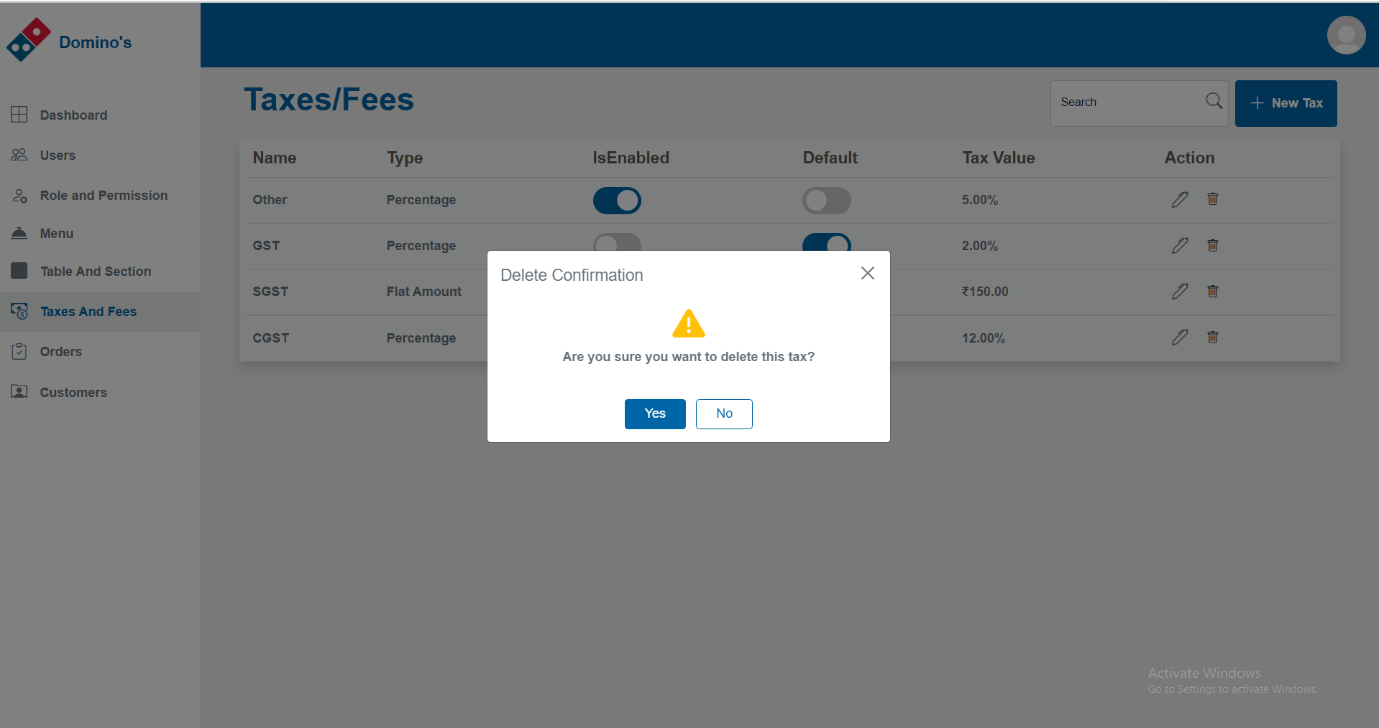 Domino's
Dashboard
Users
Role and Permission
Menu
Table And Section
Taxes And Fees
Orders
Customers
Taxes/Fees
Search
New Tax
Name Type IsEnabled Default Tax Value Action
Other Percentage 5.00%
GST Percentage 2.00%
SGST Flat Amount ₹150.00
CGST Percentage 12.00%
Delete Confirmation
Are you sure you want to delete this tax?
Yes No
Activate Windows
Go to Settings to activate Windows.